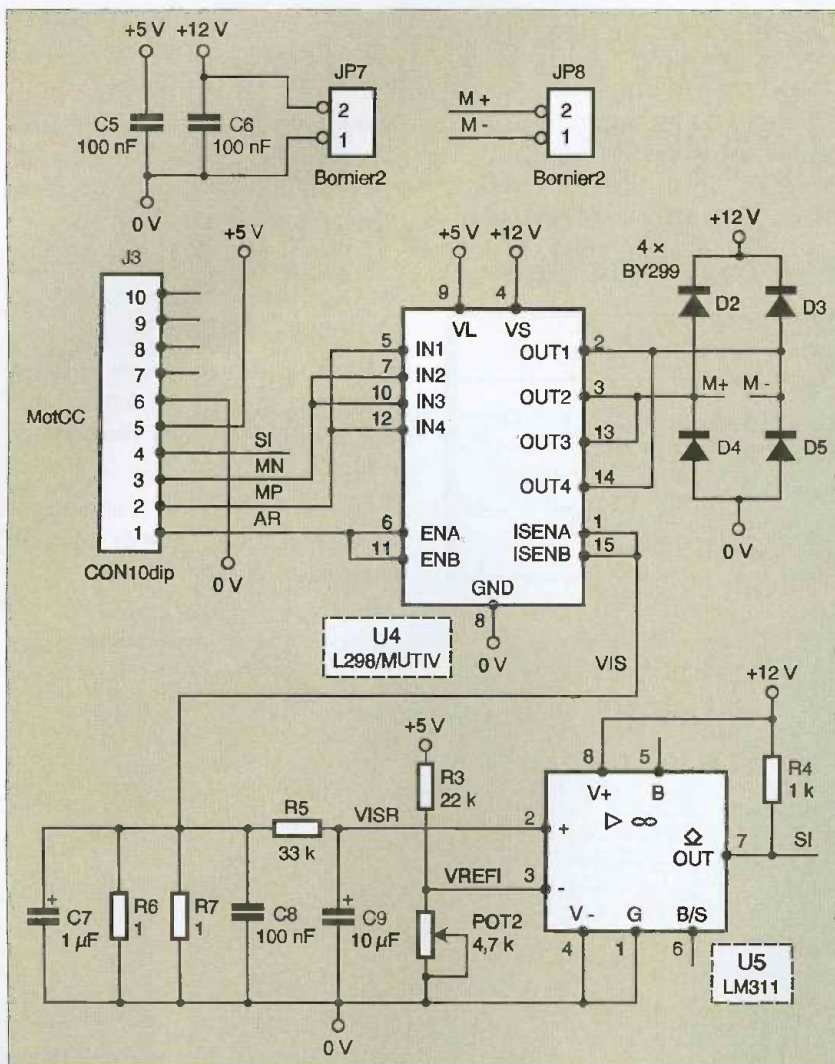 +5 V
+12 V
JP7
2
1
Bornier2
C5
100 nF
C6
100 nF
0 V
M +
M -
JP8
2
1
Bornier2
J3
+5 V
10
9
8
7
6
5
4
3
2
1
MotCC
SI
MN
MP
AR
CON10dip
0 V
+5 V
+12 V
9
4
VL
VS
5
IN1
7
IN2
10
IN3
12
IN4
6
ENA
11
ENB
OUT1
2
OUT2
3
OUT3
13
OUT4
14
ISENA
1
ISENB
15
GND
8
0 V
U4
L298/MUTIV
VIS
4 ×
BY299
+12 V
D2
D3
M+
M -
D4
D5
0 V
+5 V
R3
22 k
R5
33 k
VISR
VREFI
C7
1 µF
+
R6
1
R7
1
C8
100 nF
C9
10 µF
+
POT2
4,7 k
0 V
+12 V
R4
1 k
8
5
V+
B
2
+
3
-
▷ ∞
OUT
7
SI
V -
G
B/S
4
1
6
U5
LM311